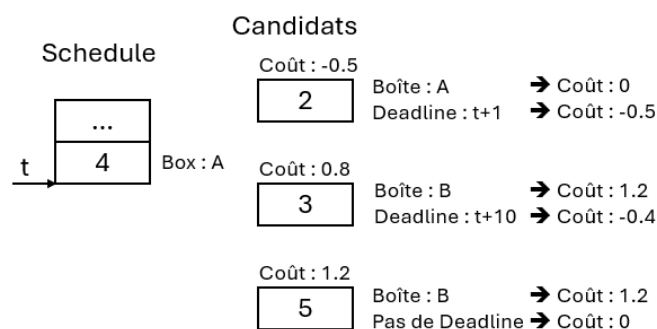 Schedule
...
4
t
Box : A
Candidats
Coût : -0.5
2
Boîte : A ➔ Coût : 0
Deadline : t+1 ➔ Coût : -0.5
Coût : 0.8
3
Boîte : B ➔ Coût : 1.2
Deadline : t+10 ➔ Coût : -0.4
Coût : 1.2
5
Boîte : B ➔ Coût : 1.2
Pas de Deadline ➔ Coût : 0